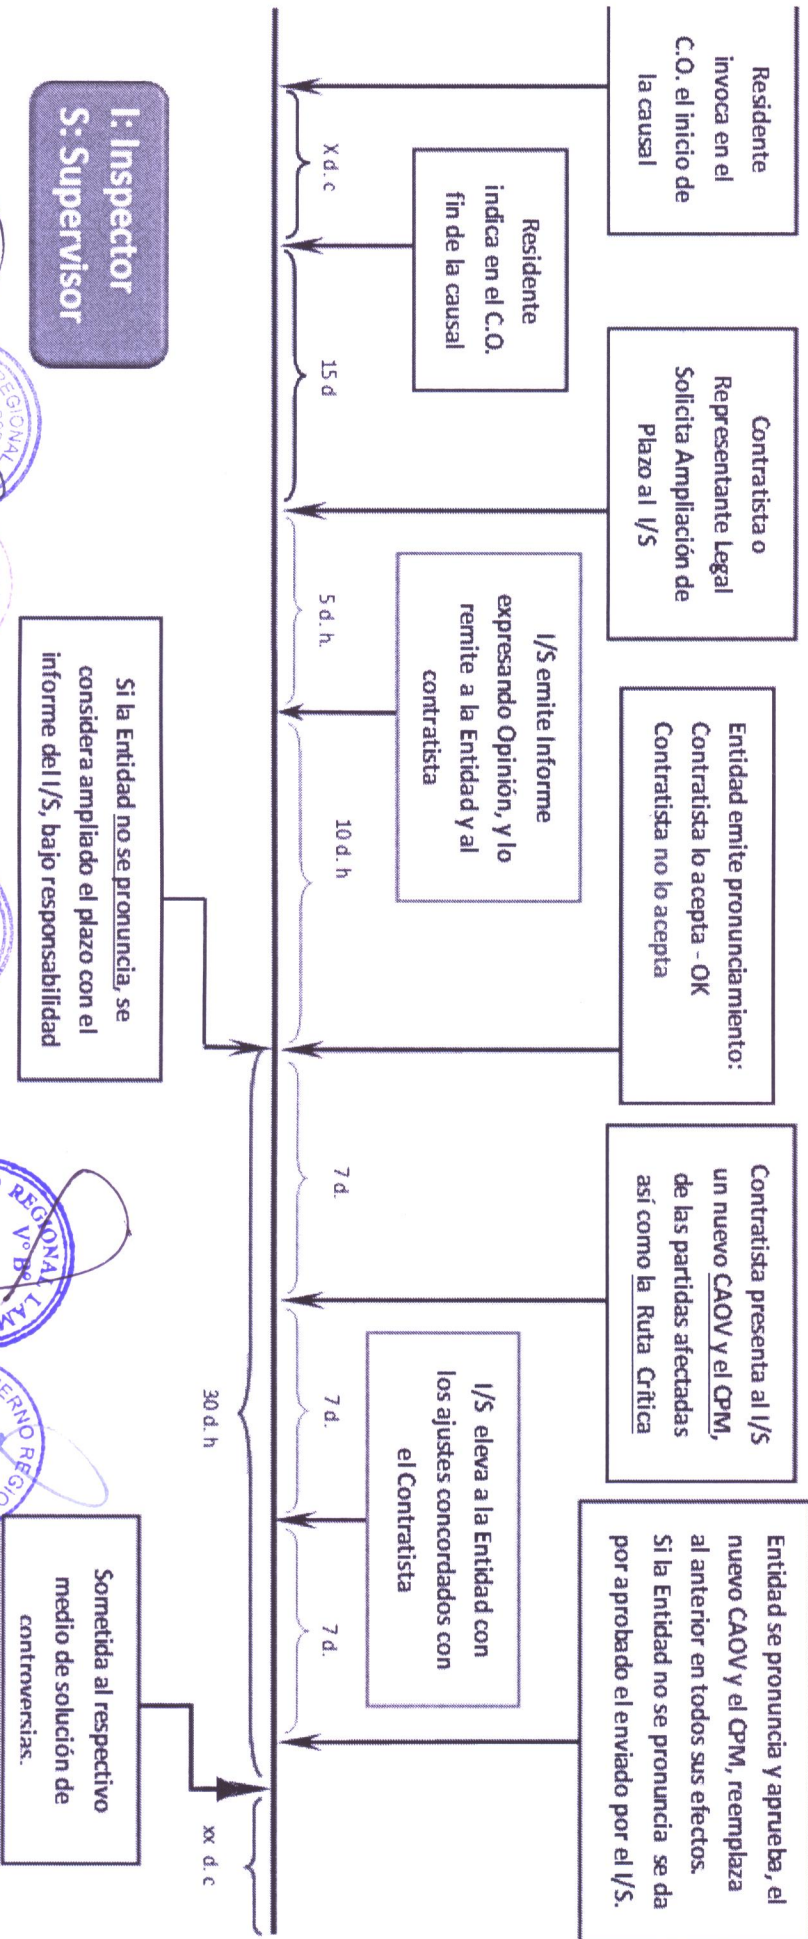 Residente
invoca en el
C.O. el inicio de
la causal
Contratista o
Representante Legal
Solicita Ampliación de
Plazo al I/S
Entidad emite pronunciamiento:
Contratista lo acepta - OK
Contratista no lo acepta
Contratista presenta al I/S
un nuevo CAOV y el CPM,
de las partidas afectadas
así como la Ruta Crítica
Entidad se pronuncia y aprueba, el
nuevo CAOV y el CPM, reemplaza
al anterior en todos sus efectos.
Si la Entidad no se pronuncia se da
por aprobado el enviado por el I/S.
Residente
indica en el C.O.
fin de la causal
I/S emite Informe
expresando Opinión, y lo
remite a la Entidad y al
contratista
I/S eleva a la Entidad con
los ajustes concordados con
el Contratista
X d. c
15 d
5 d. h.
10 d. h
7 d.
7 d.
7 d.
30 d. h
xx d. c
I: Inspector
S: Supervisor
Si la Entidad no se pronuncia, se
considera ampliado el plazo con el
informe del I/S, bajo responsabilidad
Sometida al respectivo
medio de solución de
controversias.
REGIONAL
REGIONAL LAM
V° B°